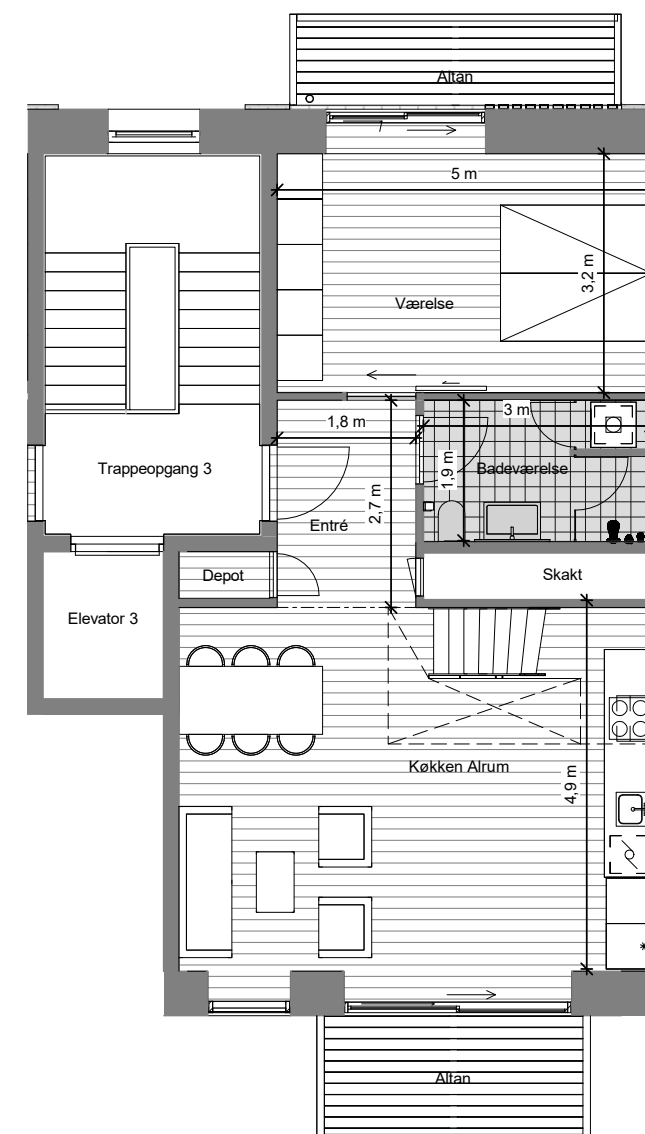 Altan
5 m
3,2 m
Værelse
1,8 m
3 m
Trappeopgang 3
1,9 m
Badeværelse
2,7 m
Entré
Depot
Skakt
Elevator 3
Køkken Alrum
4,9 m
Altan